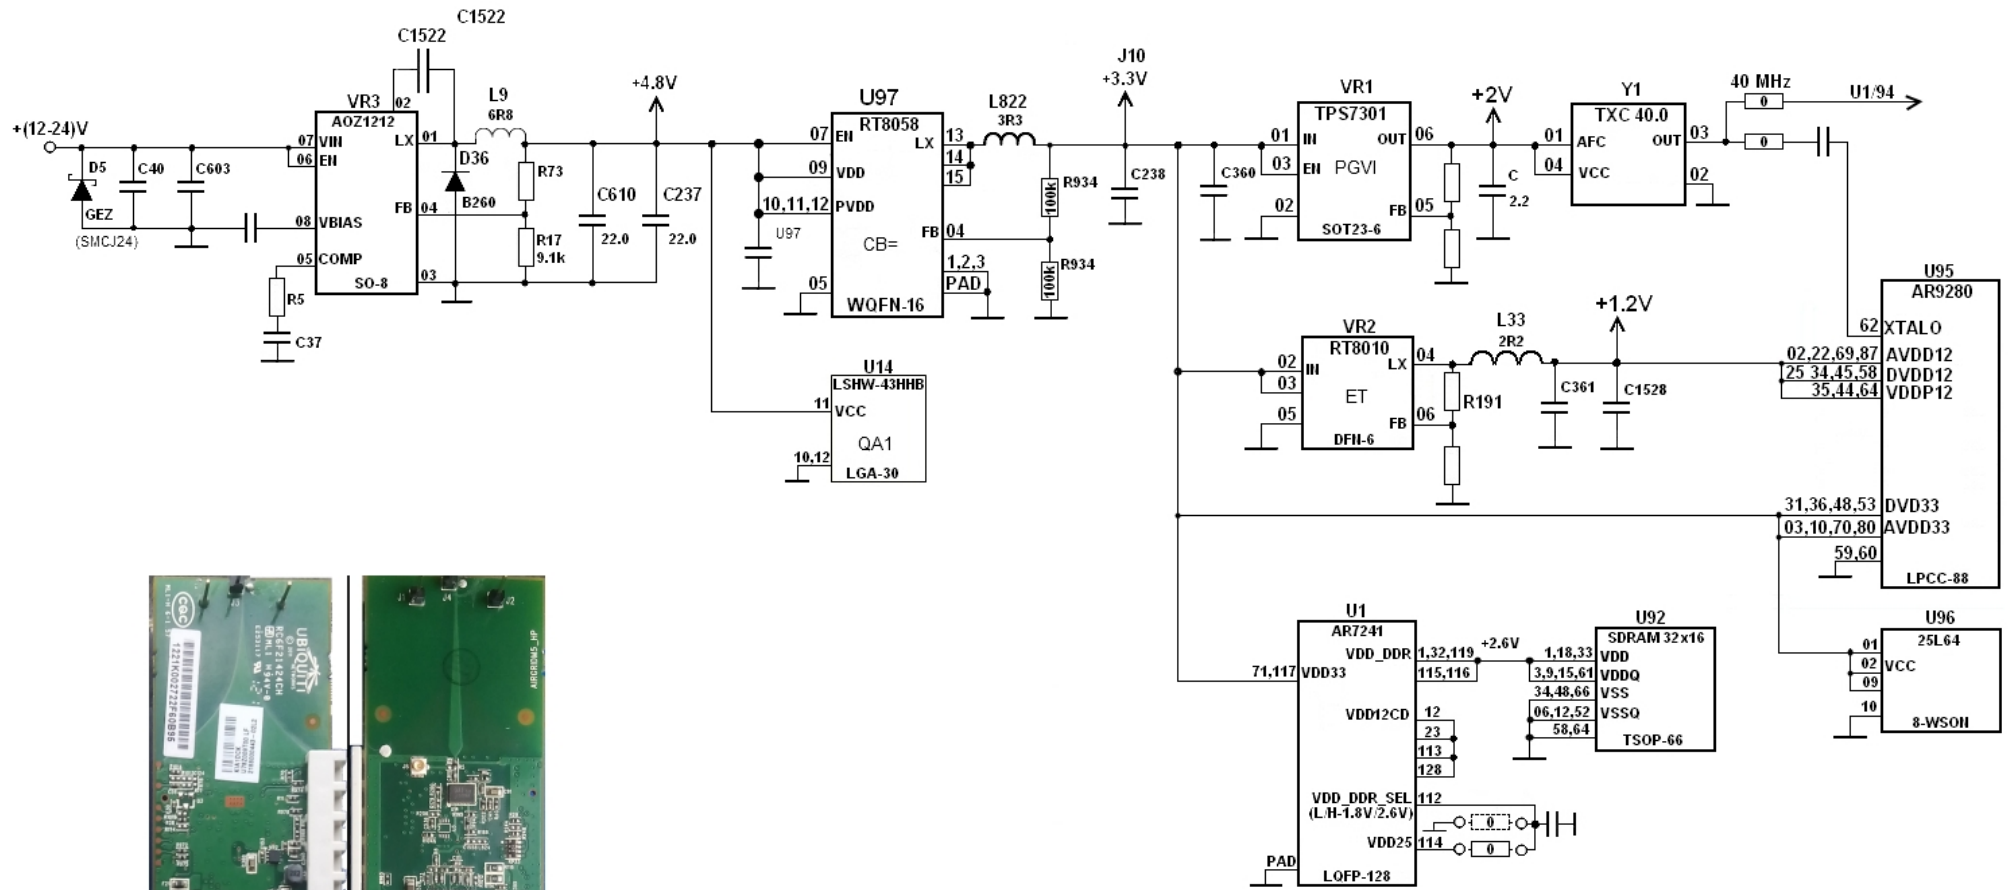 C1522
C1522
+(12-24)V
D5
GEZ
(SMCJ24)
C40
C603
VR3
AOZ1212
02
07 VIN
06 EN
LX 01
FB 04
08 VBIAS
05 COMP
03
SO-8
R5
C37
L9
6R8
D36
B260
R73
R17
9.1k
+4.8V
C610
22.0
C237
22.0
U97
RT8058
07 EN
09 VDD
10,11,12 PVDD
U97
CB=
05
WQFN-16
LX 13
14
15
FB 04
1,2,3
PAD
L822
3R3
R934
100k
R934
100k
J10
+3.3V
C238
C360
U14
LSHW-43HHB
11 VCC
QA1
10,12
LGA-30
VR1
TPS7301
01 IN
03 EN
02
OUT 06
PGVI
FB 05
SOT23-6
+2V
C
2.2
Y1
TXC 40.0
01 AFC
04 VCC
OUT 03
02
40 MHz
0
U1/94
0
VR2
RT8010
02 IN
03
05
LX 04
ET
FB 06
DFN-6
L33
2R2
R191
+1.2V
C361
C1528
U95
AR9280
62 XTALO
02,22,69,87 AVDD12
25 34,45,58 DVDD12
35,44,64 VDDP12
31,36,48,53 DVD33
03,10,70,80 AVDD33
59,60
LPCC-88
U1
AR7241
71,117 VDD33
VDD_DDR 1,32,119
115,116
+2.6V
VDD12CD 12
23
113
128
VDD_DDR_SEL 112
(L/H-1.8V/2.6V)
0
VDD25 114
0
PAD
LQFP-128
U92
SDRAM 32x16
1,18,33 VDD
3,9,15,61 VDDQ
34,48,66 VSS
06,12,52 VSSQ
58,64
TSOP-66
U96
25L64
01
02 VCC
09
10
8-WSON
CQC
UBIQUITI
NETWORKS
RC6F21424CH
1221K002722F60B96
J1
J4
J2
AIRGRIDM5_HP